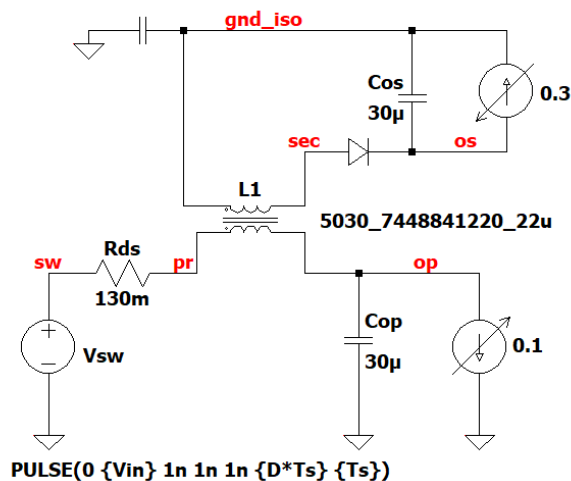 gnd_iso
Cos
30µ
0.3
sec
os
L1
5030_7448841220_22u
sw
Rds
pr
op
130m
Vsw
Cop
30µ
0.1
PULSE(0 {Vin} 1n 1n 1n {D*Ts} {Ts})